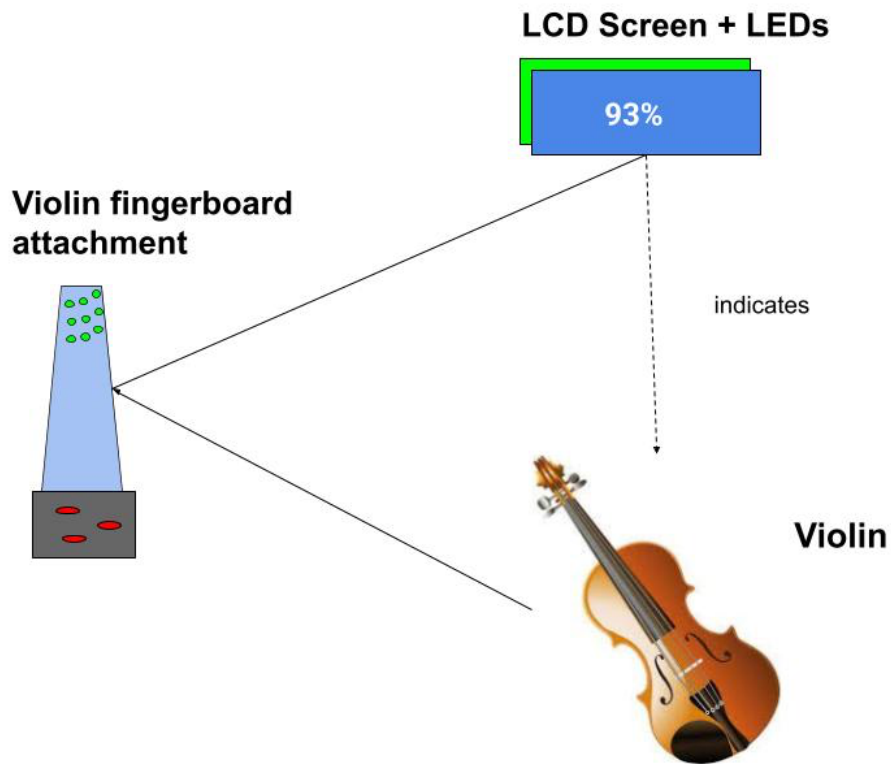 LCD Screen + LEDs
93%
Violin fingerboard
attachment
indicates
Violin